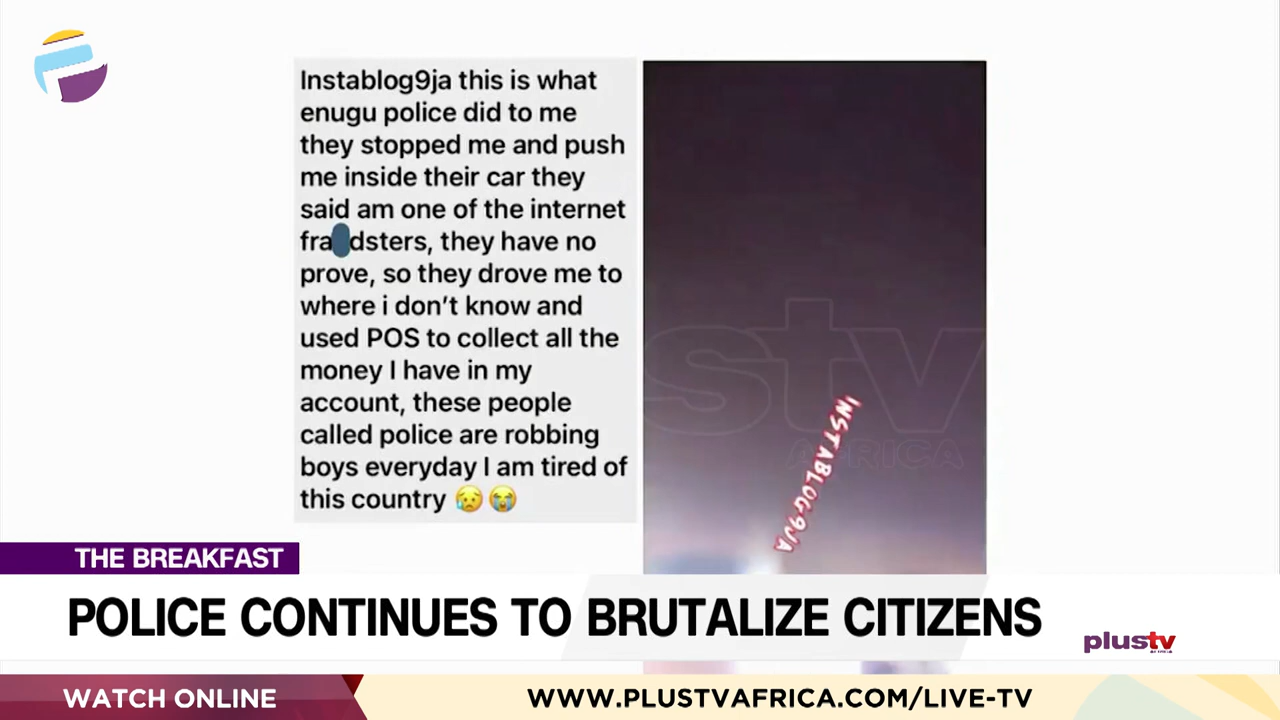 Instablog9ja this is what
enugu police did to me
they stopped me and push
me inside their car they
said am one of the internet
fra dsters, they have no
prove, so they drove me to
where i don't know and
used POS to collect all the
money I have in my
account, these people
called police are robbing
boys everyday I am tired of
this country 😥😭
stv
AFRICA
INSTABLOG9JA
THE BREAKFAST
POLICE CONTINUES TO BRUTALIZE CITIZENS
plustv
WATCH ONLINE
WWW.PLUSTVAFRICA.COM/LIVE-TV